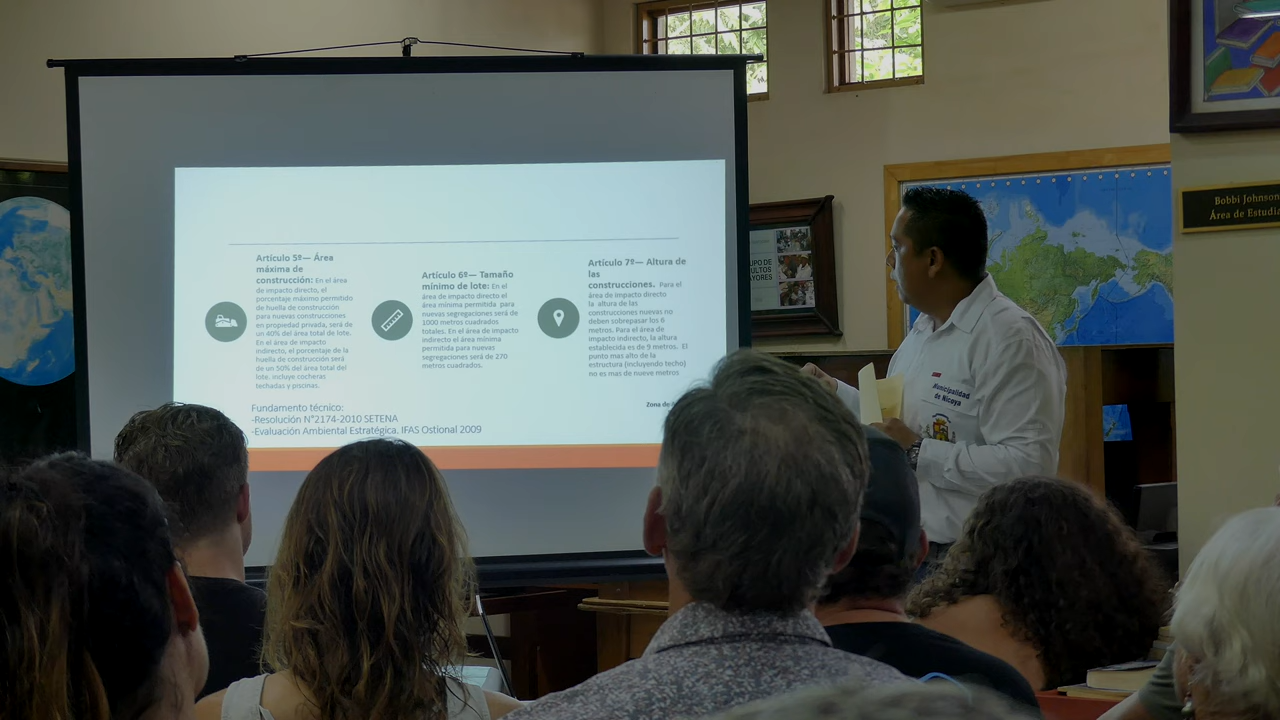 Artículo 5º— Área
máxima de
construcción: En el área
de impacto directo, el
porcentaje máximo permitido
de huella de construcción
para nuevas construcciones
en propiedad privada, será de
un 40% del área total de lote.
En el área de impacto
indirecto, el porcentaje de la
huella de construcción será
de un 50% del área total del
lote. Incluye cocheras
techadas y piscinas.
Artículo 6º— Tamaño
mínimo de lote: En el
área de impacto directo el
área mínima permitida para
nuevas segregaciones será de
1000 metros cuadrados
totales. En el área de impacto
indirecto el área mínima
permitida para nuevas
segregaciones será de 270
metros cuadrados.
Artículo 7º— Altura de
las
construcciones. Para el
área de impacto directo
la altura de las
construcciones nuevas no
deben sobrepasar los 6
metros. Para el área de
impacto indirecto, la altura
establecida es de 9 metros. El
punto mas alto de la
estructura (incluyendo techo)
no es mas de nueve metros
Zona de
Fundamento técnico:
-Resolución N°2174-2010 SETENA
-Evaluación Ambiental Estratégica. IFAS Ostional 2009
Municipalidad
de Nicoya
Bobbi Johnson
Área de